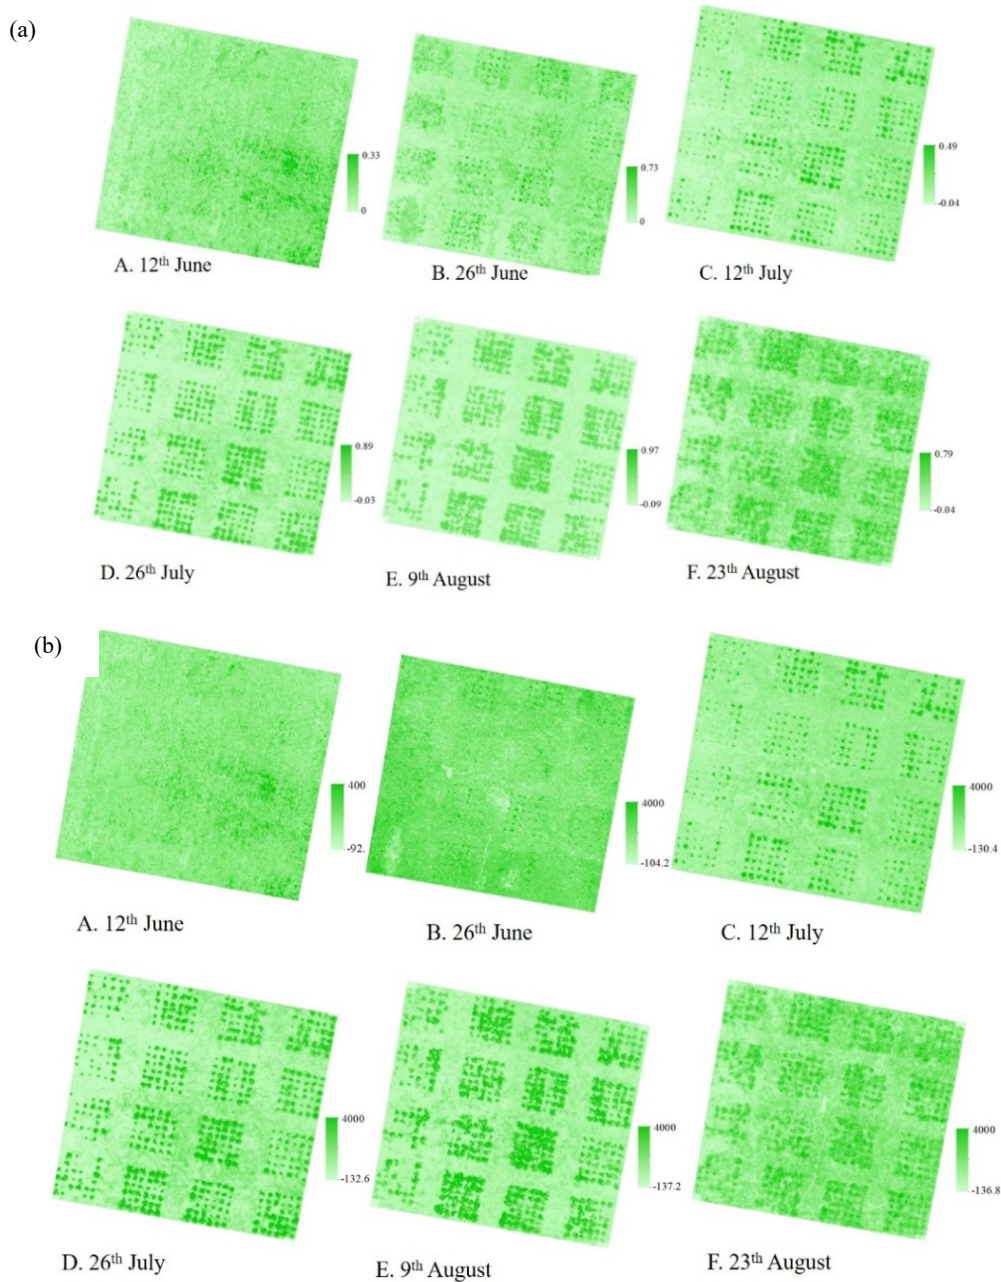 (a)
0.33
0
A. 12th June
0.73
0
B. 26th June
0.49
-0.04
C. 12th July
0.89
-0.03
D. 26th July
0.97
-0.09
E. 9th August
0.79
-0.04
F. 23th August
(b)
400
-92.
A. 12th June
4000
-104.2
B. 26th June
4000
-130.4
C. 12th July
4000
-132.6
D. 26th July
4000
-137.2
E. 9th August
4000
-136.8
F. 23th August